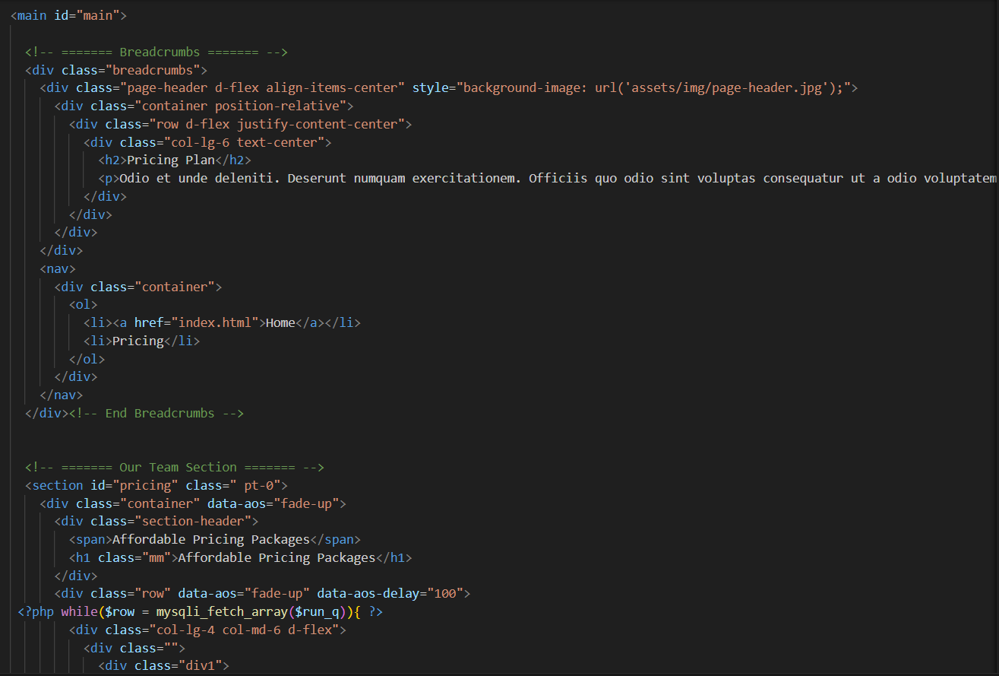 <main id="main">
<!-- ======= Breadcrumbs ======= -->
<div class="breadcrumbs">
<div class="page-header d-flex align-items-center" style="background-image: url('assets/img/page-header.jpg');">
<div class="container position-relative">
<div class="row d-flex justify-content-center">
<div class="col-lg-6 text-center">
<h2>Pricing Plan</h2>
<p>Odio et unde deleniti. Deserunt numquam exercitationem. Officiis quo odio sint voluptas consequatur ut a odio voluptatem
</div>
</div>
</div>
</div>
<nav>
<div class="container">
<ol>
<li><a href="index.html">Home</a></li>
<li>Pricing</li>
</ol>
</div>
</nav>
</div><!-- End Breadcrumbs -->
<!-- ======= Our Team Section ======= -->
<section id="pricing" class=" pt-0">
<div class="container" data-aos="fade-up">
<div class="section-header">
<span>Affordable Pricing Packages</span>
<h1 class="mm">Affordable Pricing Packages</h1>
</div>
<div class="row" data-aos="fade-up" data-aos-delay="100">
<?php while($row = mysqli_fetch_array($run_q)){ ?>
<div class="col-lg-4 col-md-6 d-flex">
<div class="">
<div class="div1">